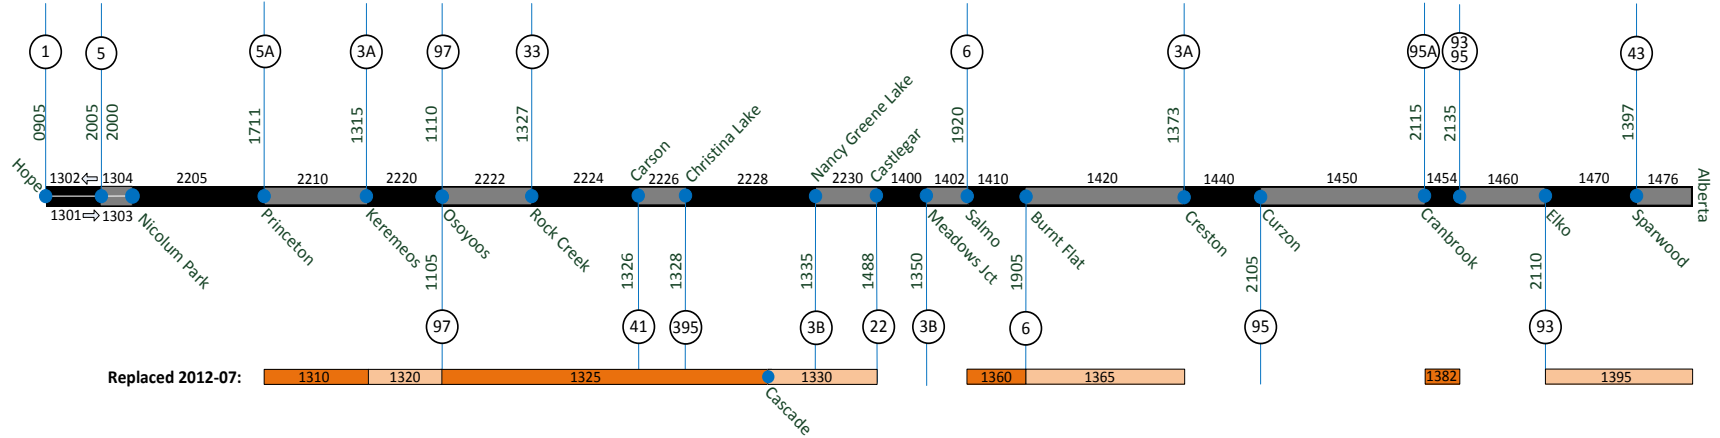 1 5 5A 3A 97 33 6 3A 95A 93 95 43
0905 2005 2000 1711 1315 1110 1327 1920 1373 2115 2135 1397
Hope Carson Christina Lake Nancy Greene Lake Castlegar Alberta
1302 1304 2205 2210 2220 2222 2224 2226 2228 2230 1400 1402 1410 1420 1440 1450 1454 1460 1470 1476
1301 1303
Nicolum Park Princeton Keremeos Osoyoos Rock Creek Meadows Jct Salmo Burnt Flat Creston Curzon Cranbrook Elko Sparwood
1105 1326 1328 1335 1488 1350 1905 2105 2110
97 41 395 3B 22 3B 6 95 93
Replaced 2012-07: 1310 1320 1325 1330 1360 1365 1382 1395
Cascade